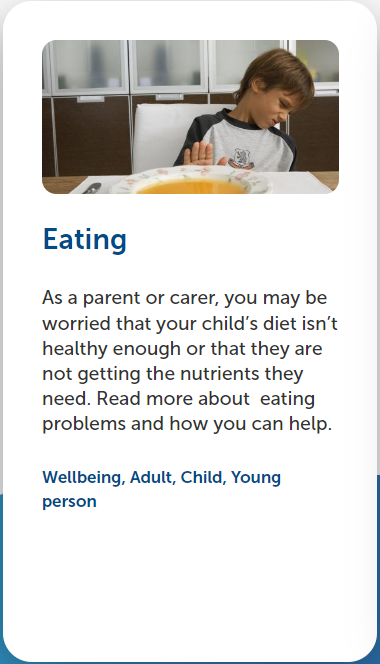 Eating
As a parent or carer, you may be
worried that your child’s diet isn’t
healthy enough or that they are
not getting the nutrients they
need. Read more about  eating
problems and how you can help.
Wellbeing, Adult, Child, Young
person